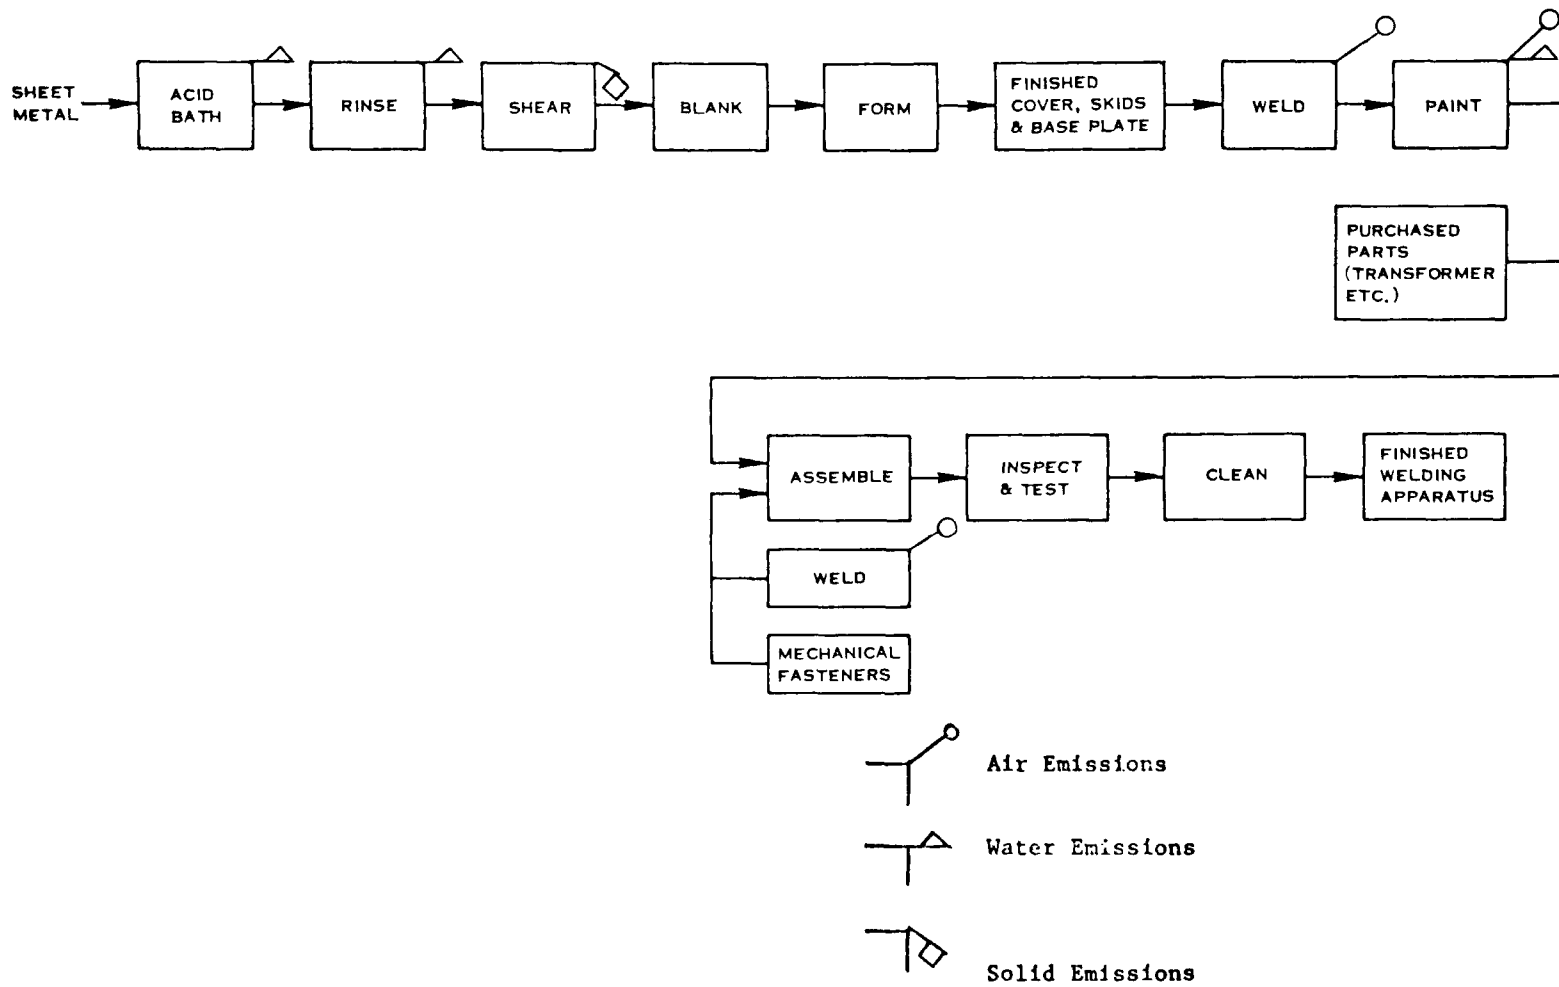 SHEET
METAL
ACID
BATH
RINSE
SHEAR
BLANK
FORM
FINISHED
COVER, SKIDS
& BASE PLATE
WELD
PAINT
PURCHASED
PARTS
(TRANSFORMER
ETC.)
ASSEMBLE
INSPECT
& TEST
CLEAN
FINISHED
WELDING
APPARATUS
WELD
MECHANICAL
FASTENERS
Air Emissions
Water Emissions
Solid Emissions